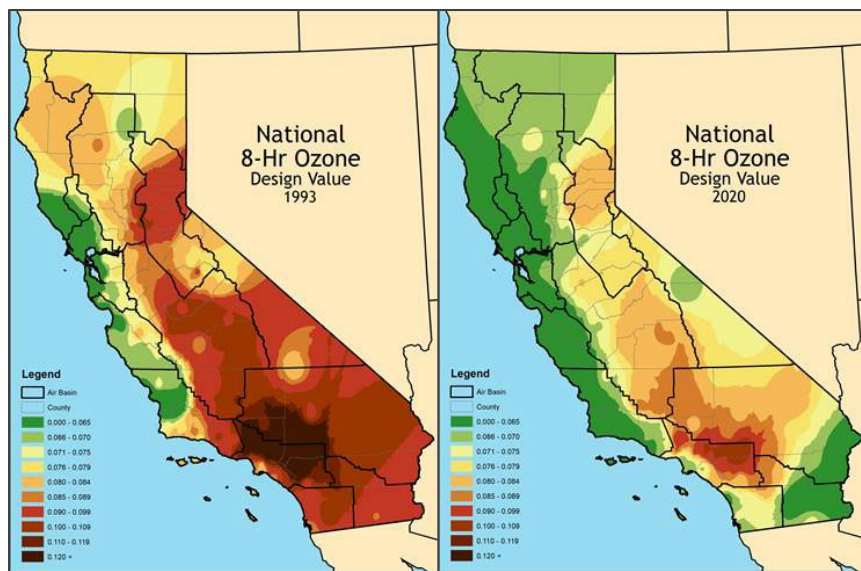 National
8-Hr Ozone
Design Value
1993
Legend
Air Basin
County
0.000 - 0.065
0.066 - 0.070
0.071 - 0.075
0.076 - 0.079
0.080 - 0.084
0.085 - 0.089
0.090 - 0.099
0.100 - 0.109
0.110 - 0.119
0.120 +
National
8-Hr Ozone
Design Value
2020
Legend
Air Basin
County
0.000 - 0.065
0.066 - 0.070
0.071 - 0.075
0.076 - 0.079
0.080 - 0.084
0.085 - 0.089
0.090 - 0.099
0.100 - 0.109
0.110 - 0.119
0.120 +